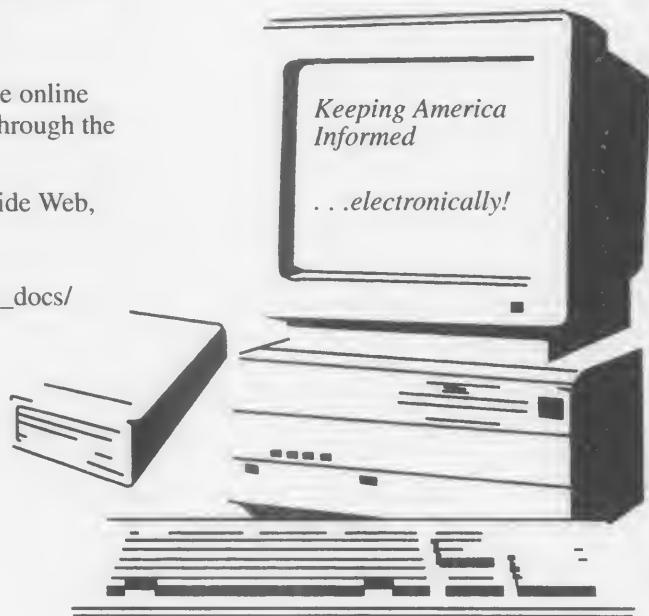 e online
hrough the
ide Web,
_docs/
Keeping America
Informed
. . .electronically!